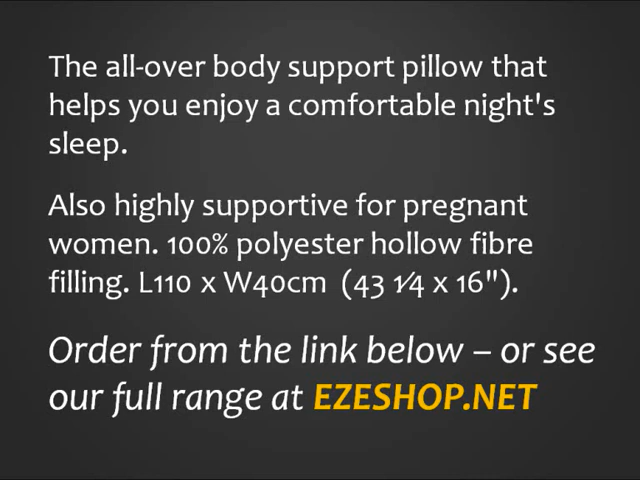 The all-over body support pillow that
helps you enjoy a comfortable night's
sleep.
Also highly supportive for pregnant
women. 100% polyester hollow fibre
filling. L110 x W40cm (43 1⁄4 x 16").
Order from the link below – or see
our full range at EZESHOP.NET